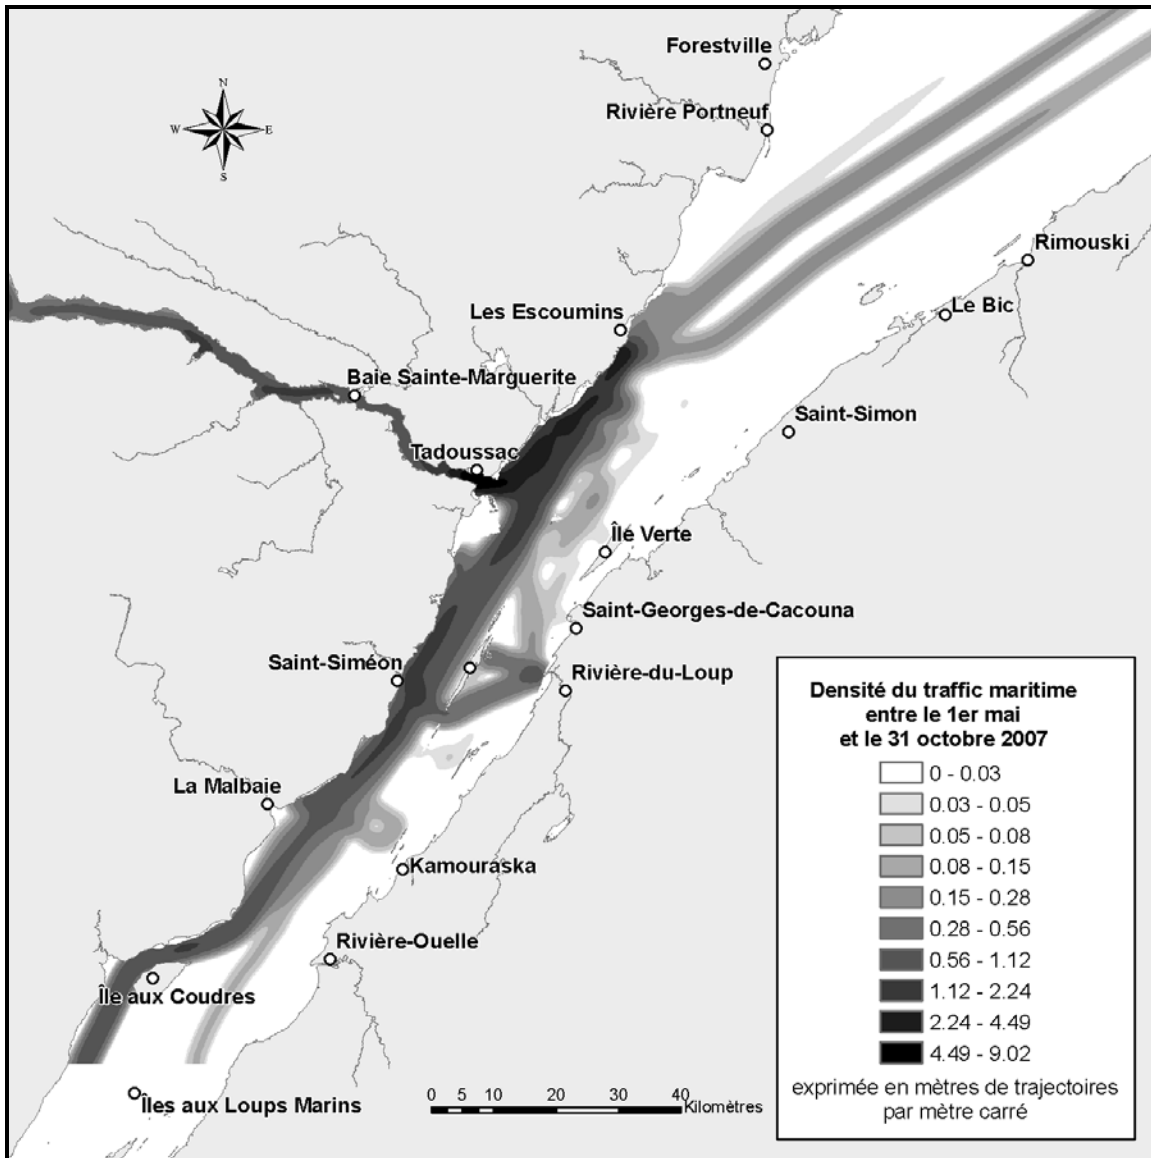 Forestville
Rivière Portneuf
N
W
E
S
Rimouski
Le Bic
Les Escoumins
Baie Sainte-Marguerite
Saint-Simon
Tadoussac
Île Verte
Saint-Georges-de-Cacouna
Saint-Siméon
Rivière-du-Loup
La Malbaie
Kamouraska
Rivière-Ouelle
Île aux Coudres
Îles aux Loups Marins
0 5 10 20 30 40
Kilomètres
Densité du traffic maritime
entre le 1er mai
et le 31 octobre 2007
0 - 0.03
0.03 - 0.05
0.05 - 0.08
0.08 - 0.15
0.15 - 0.28
0.28 - 0.56
0.56 - 1.12
1.12 - 2.24
2.24 - 4.49
4.49 - 9.02
exprimée en mètres de trajectoires
par mètre carré